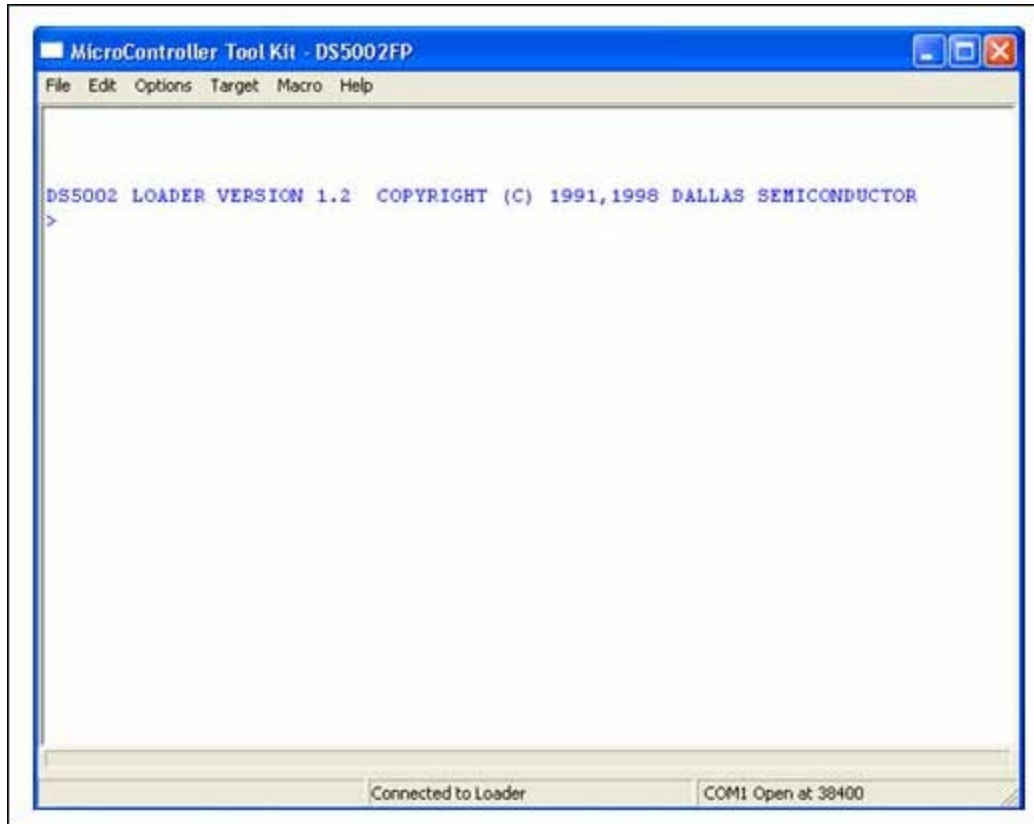 MicroController Tool Kit - DS5002FP
File Edit Options Target Macro Help
DS5002 LOADER VERSION 1.2 COPYRIGHT (C) 1991,1998 DALLAS SEMICONDUCTOR
>
Connected to Loader COM1 Open at 38400